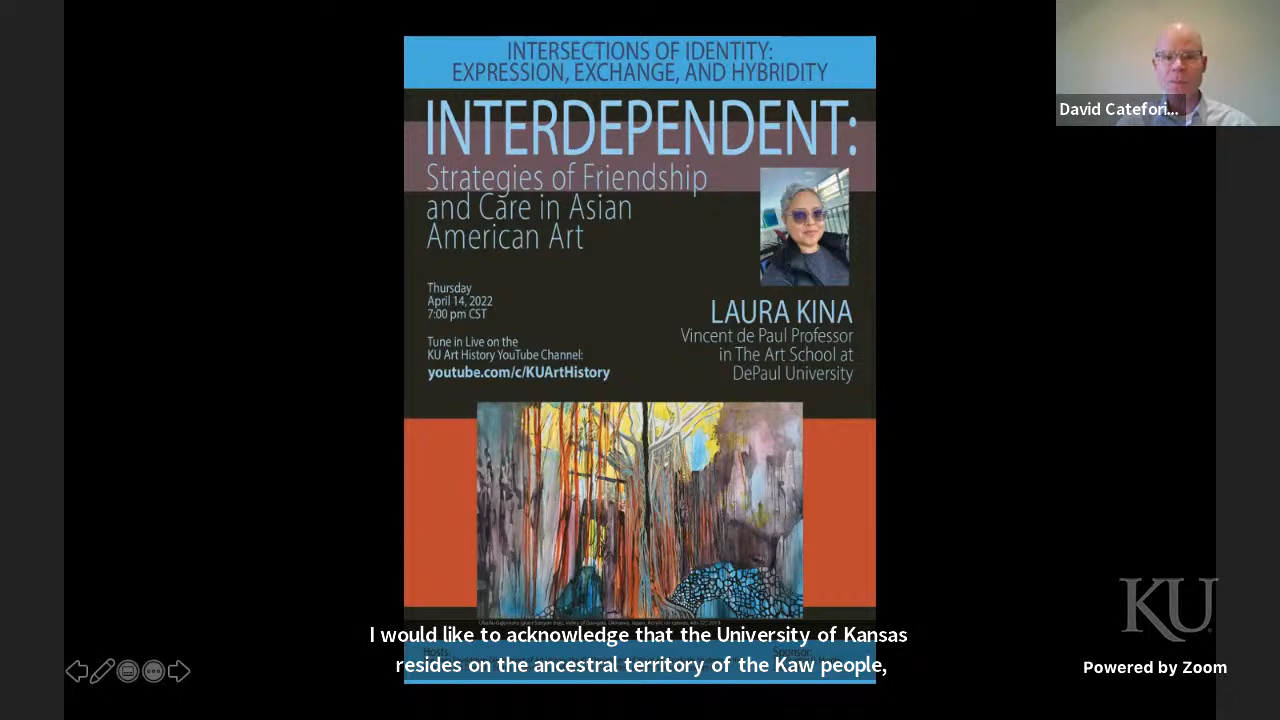 INTERSECTIONS OF IDENTITY:
EXPRESSION, EXCHANGE, AND HYBRIDITY
INTERDEPENDENT:
Strategies of Friendship
and Care in Asian
American Art
Thursday
April 14, 2022
7:00 pm CST
Tune in Live on the
KU Art History YouTube Channel:
youtube.com/c/KUArtHistory
LAURA KINA
Vincent de Paul Professor
in The Art School at
DePaul University
Hosts:
Sponsor:
I would like to acknowledge that the University of Kansas
resides on the ancestral territory of the Kaw people,
David Catefori...
KU
Powered by Zoom